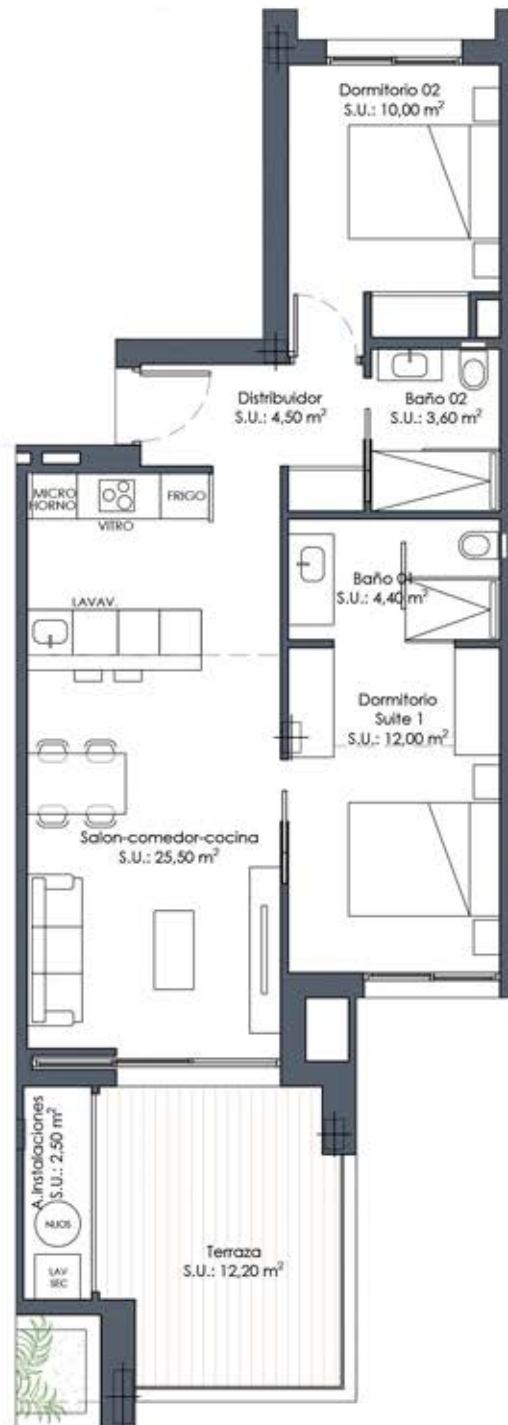 Dormitorio 02
S.U.: 10,00 m²
Distribuidor
S.U.: 4,50 m²
Baño 02
S.U.: 3,60 m²
MICRO
HORNO
VITRO
FRIGO
Baño 01
S.U.: 4,40 m²
LAVAV.
Dormitorio
Suite 1
S.U.: 12,00 m²
Salon-comedor-cocina
S.U.: 25,50 m²
A.Instalaciones
S.U.: 2,50 m²
LAV
SEC
Terraza
S.U.: 12,20 m²